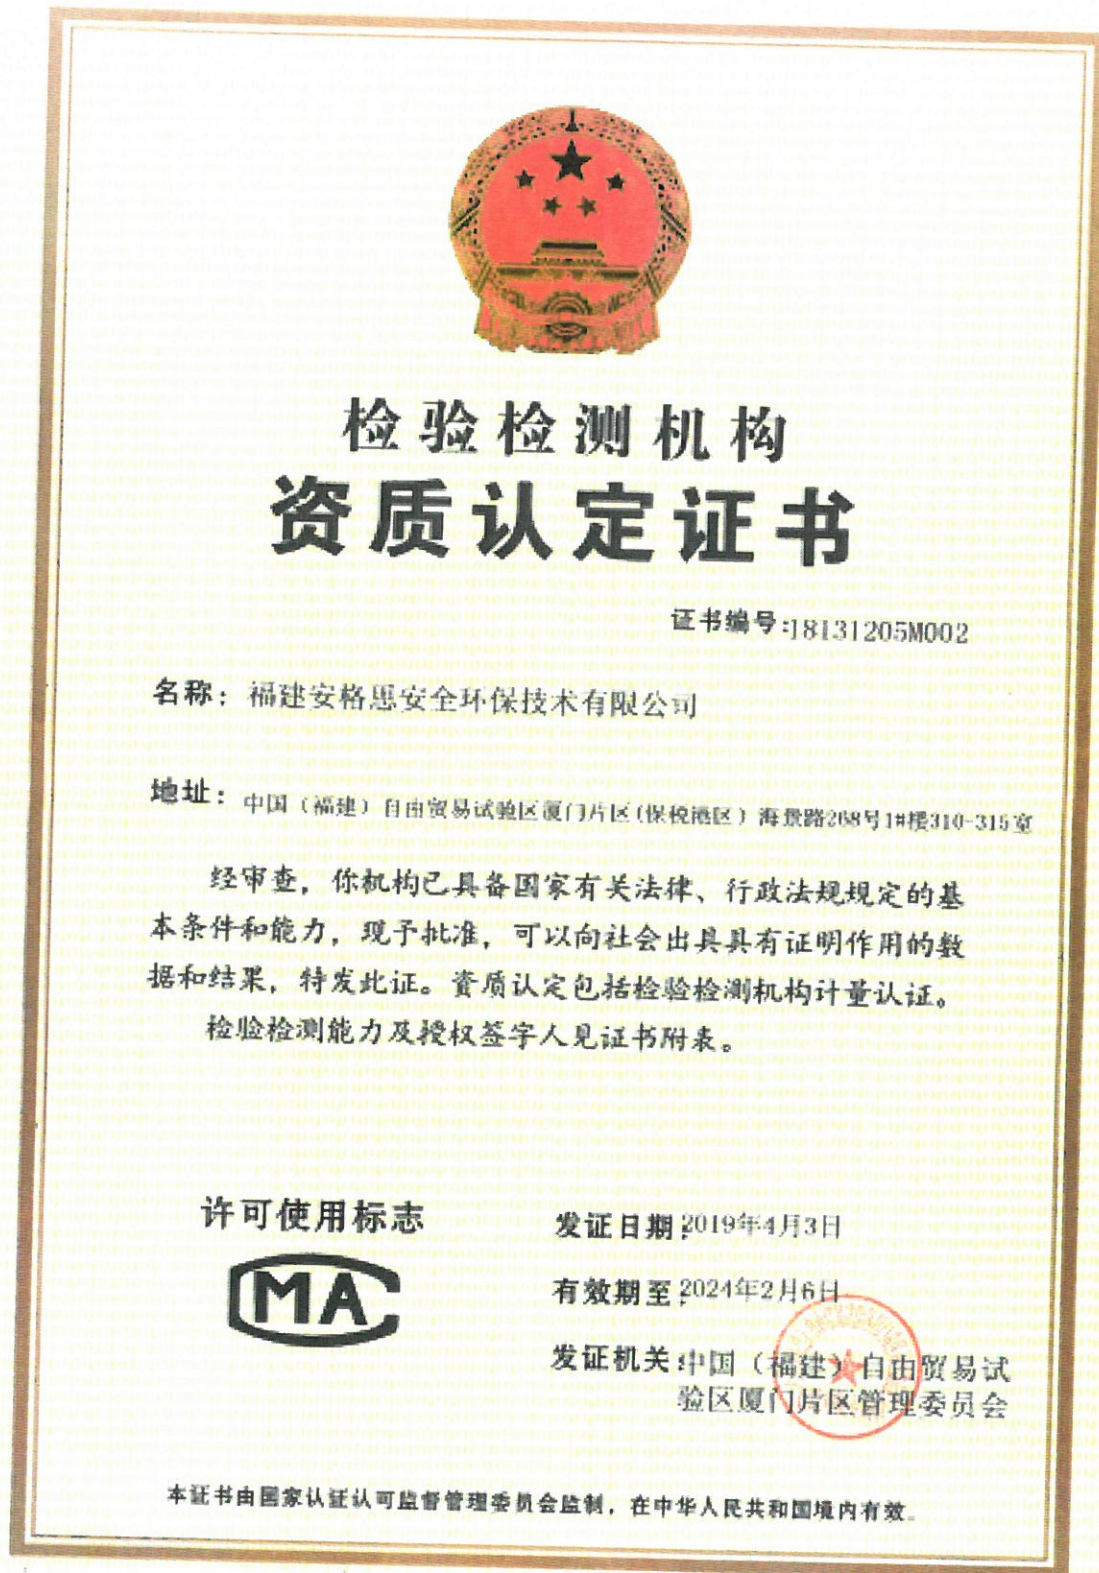 检验检测机构
资质认定证书
证书编号:18131205M002
名称：福建安格思安全环保技术有限公司
地址：中国（福建）自由贸易试验区厦门片区(保税港区）海景路268号1#楼310-315室
经审查，你机构已具备国家有关法律、行政法规规定的基
本条件和能力，现予批准，可以向社会出具具有证明作用的数
据和结果，特发此证。资质认定包括检验检测机构计量认证。
检验检测能力及授权签字人见证书附表。
许可使用标志
MA
发证日期：2019年4月3日
有效期至：2024年2月6日
发证机关：中国（福建）自由贸易试
验区厦门片区管理委员会
本证书由国家认证认可监督管理委员会监制，在中华人民共和国境内有效。